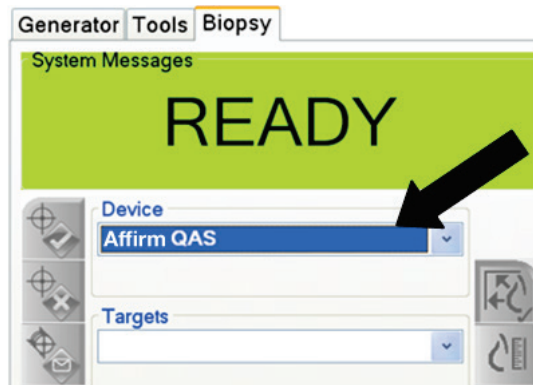 Generator Tools Biopsy
System Messages
READY
Device
Affirm QAS
Targets